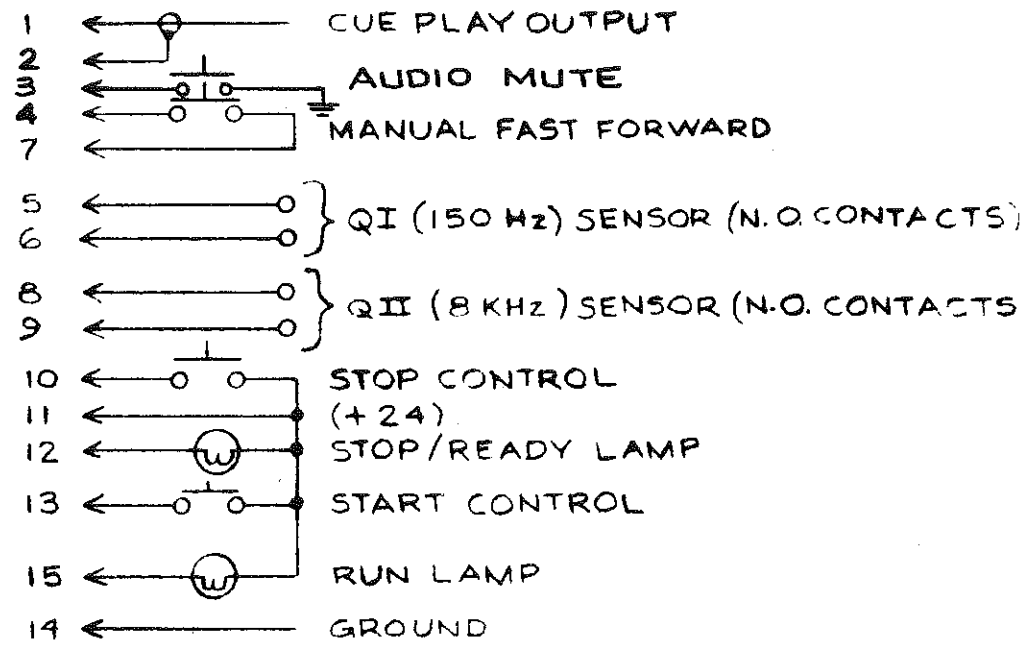 1 CUE PLAY OUTPUT
2
3 AUDIO MUTE
4
MANUAL FAST FORWARD
7
5
QI (150 Hz) SENSOR (N.O. CONTACTS)
6
8
QII (8 KHz) SENSOR (N.O. CONTACTS
9
10 STOP CONTROL
11 (+24)
12 STOP/READY LAMP
13 START CONTROL
15 RUN LAMP
14 GROUND